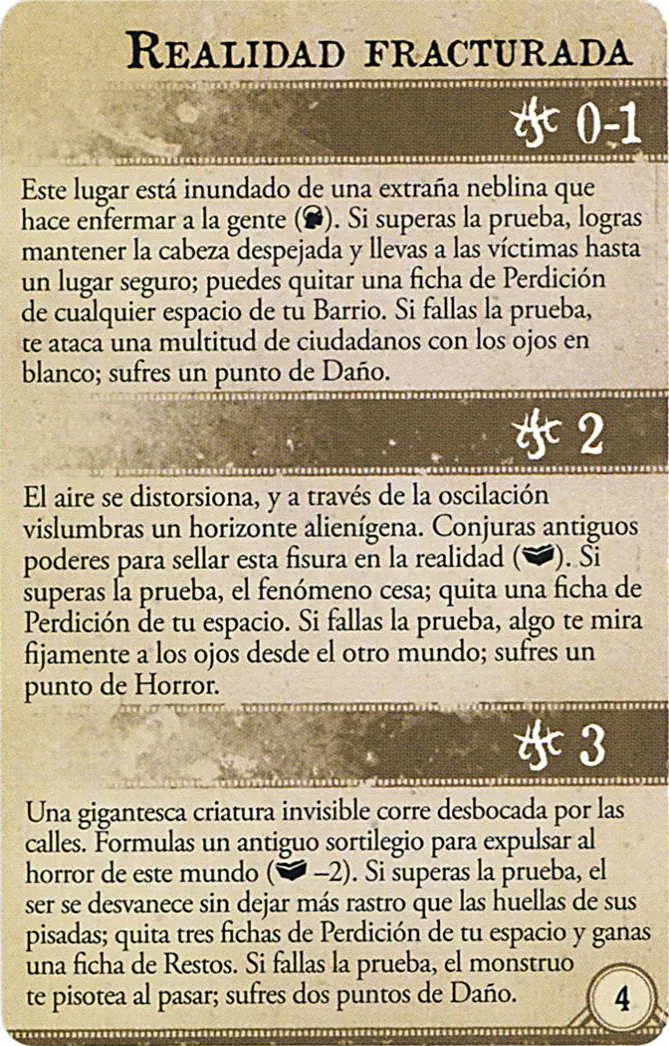 REALIDAD FRACTURADA
0-1
Este lugar está inundado de una extraña neblina que
hace enfermar a la gente (). Si superas la prueba, logras
mantener la cabeza despejada y llevas a las víctimas hasta
un lugar seguro; puedes quitar una ficha de Perdición
de cualquier espacio de tu Barrio. Si fallas la prueba,
te ataca una multitud de ciudadanos con los ojos en
blanco; sufres un punto de Daño.
2
El aire se distorsiona, y a través de la oscilación
vislumbras un horizonte alienígena. Conjuras antiguos
poderes para sellar esta fisura en la realidad (). Si
superas la prueba, el fenómeno cesa; quita una ficha de
Perdición de tu espacio. Si fallas la prueba, algo te mira
fijamente a los ojos desde el otro mundo; sufres un
punto de Horror.
3
Una gigantesca criatura invisible corre desbocada por las
calles. Formulas un antiguo sortilegio para expulsar al
horror de este mundo ( –2). Si superas la prueba, el
ser se desvanece sin dejar más rastro que las huellas de sus
pisadas; quita tres fichas de Perdición de tu espacio y ganas
una ficha de Restos. Si fallas la prueba, el monstruo
te pisotea al pasar; sufres dos puntos de Daño.
4